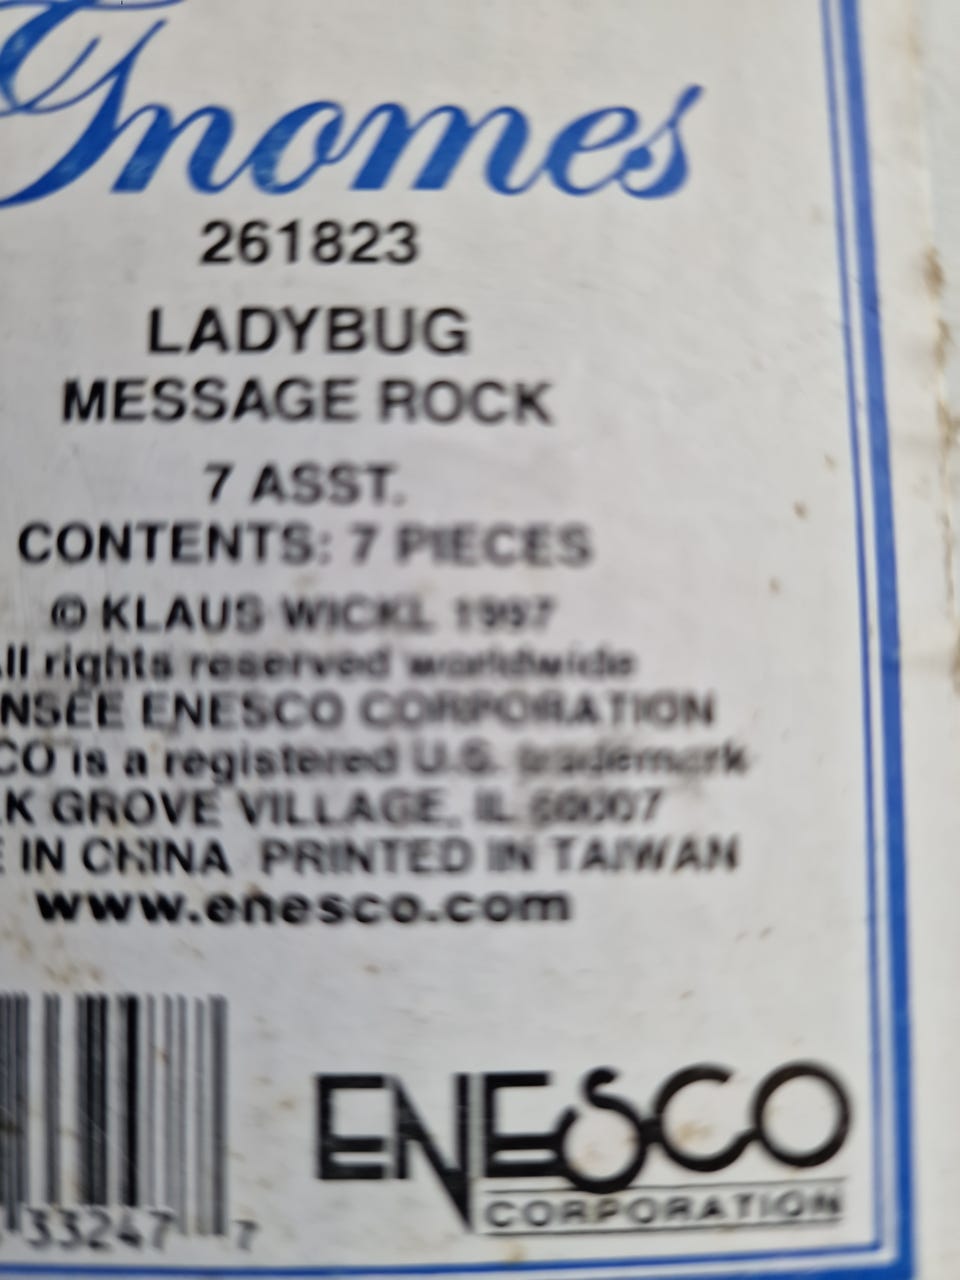 Gnomes
261823
LADYBUG
MESSAGE ROCK
7 ASST.
CONTENTS: 7 PIECES
© KLAUS WICKL 1997
ll rights reserved worldwide
NSEE ENESCO CORPORATION
CO is a registered U.S. trademark
K GROVE VILLAGE, IL 60007
E IN CHINA PRINTED IN TAIWAN
www.enesco.com
33247 7
ENESCO
CORPORATION